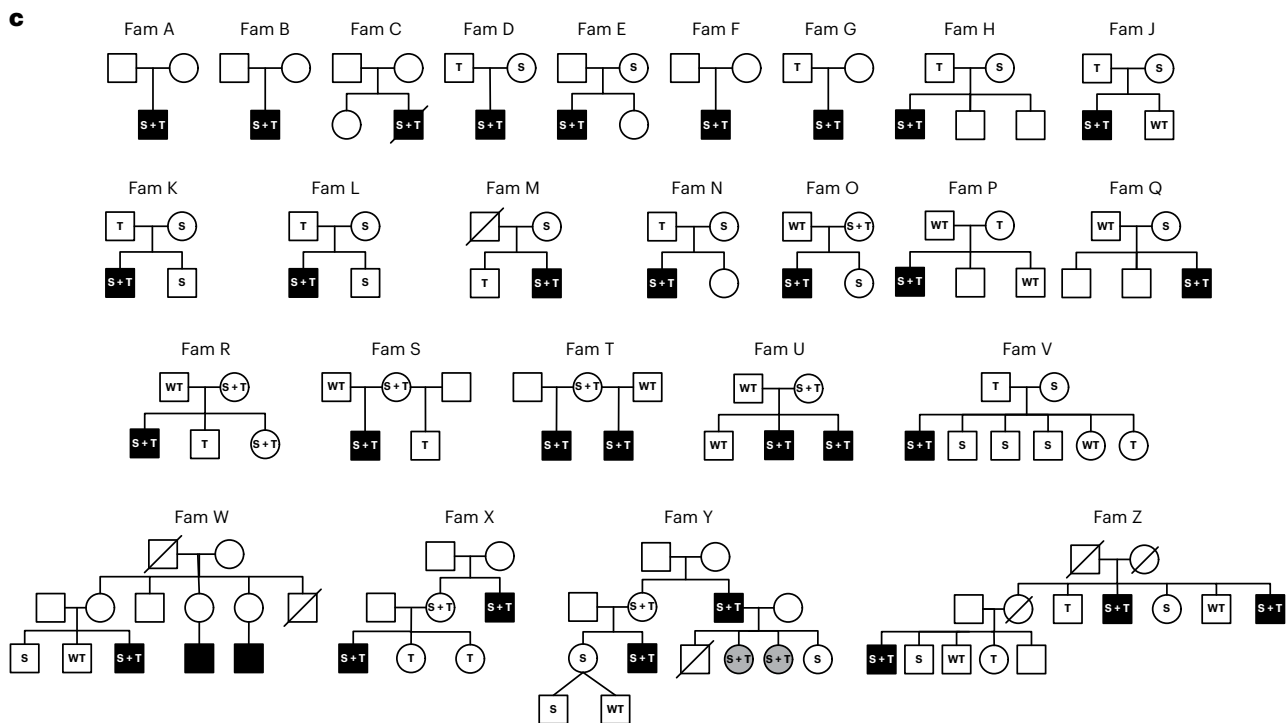 c
Fam A Fam B Fam C Fam D Fam E Fam F Fam G Fam H Fam J
T S S T T S T S
S + T S + T S + T S + T S + T S + T S + T S + T S + T WT
Fam K Fam L Fam M Fam N Fam O Fam P Fam Q
T S T S S T S WT S + T WT T WT S
S + T S S + T S T S + T S + T S + T S S + T WT S + T
Fam R Fam S Fam T Fam U Fam V
WT S + T WT S + T S + T WT WT S + T T S
S + T T S + T S + T T S + T S + T WT S + T S + T S + T S S S WT T
Fam W Fam X Fam Y Fam Z
S + T S + T S + T S + T T S + T S WT S + T
S WT S + T S + T T T S S + T S + T S + T S S + T S WT T
S WT